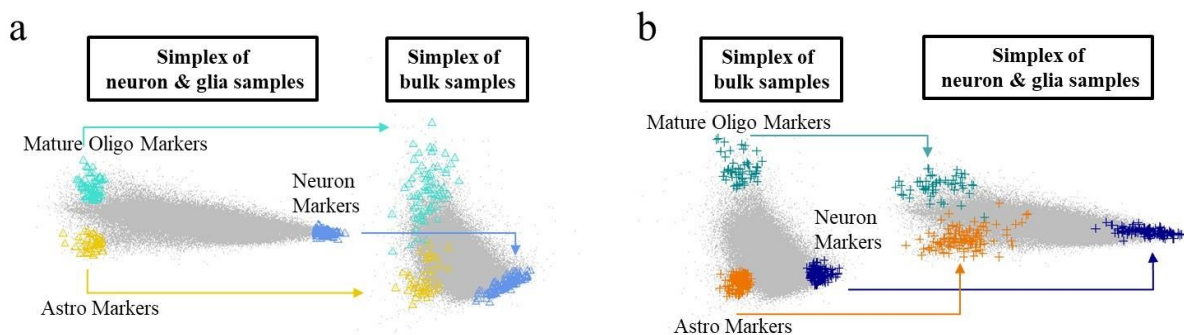 a
Simplex of
neuron & glia samples
Simplex of
bulk samples
Mature Oligo Markers
Neuron
Markers
Astro Markers
b
Simplex of
bulk samples
Simplex of
neuron & glia samples
Mature Oligo Markers
Neuron
Markers
Astro Markers